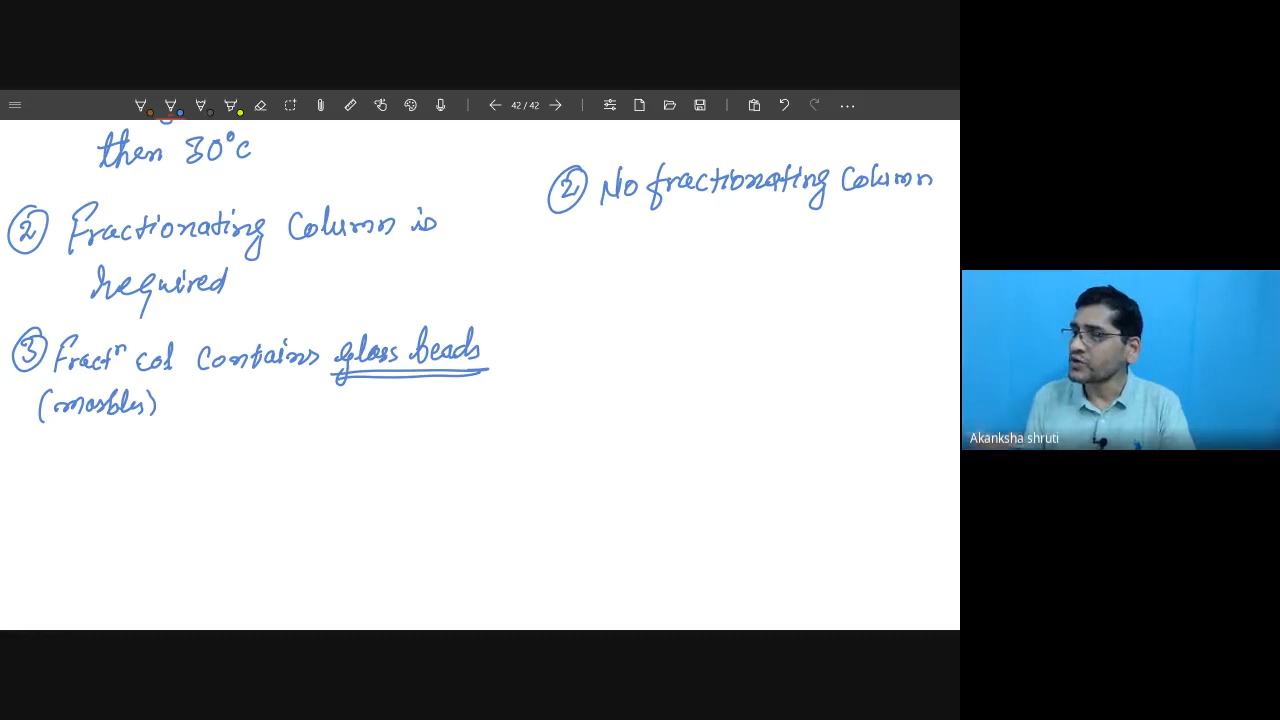 42/42
then 30°c
② Fractionating Column is
required
③ Fractⁿ col contains glass beads
(marbles)
② No fractionating Column
Akanksha shruti